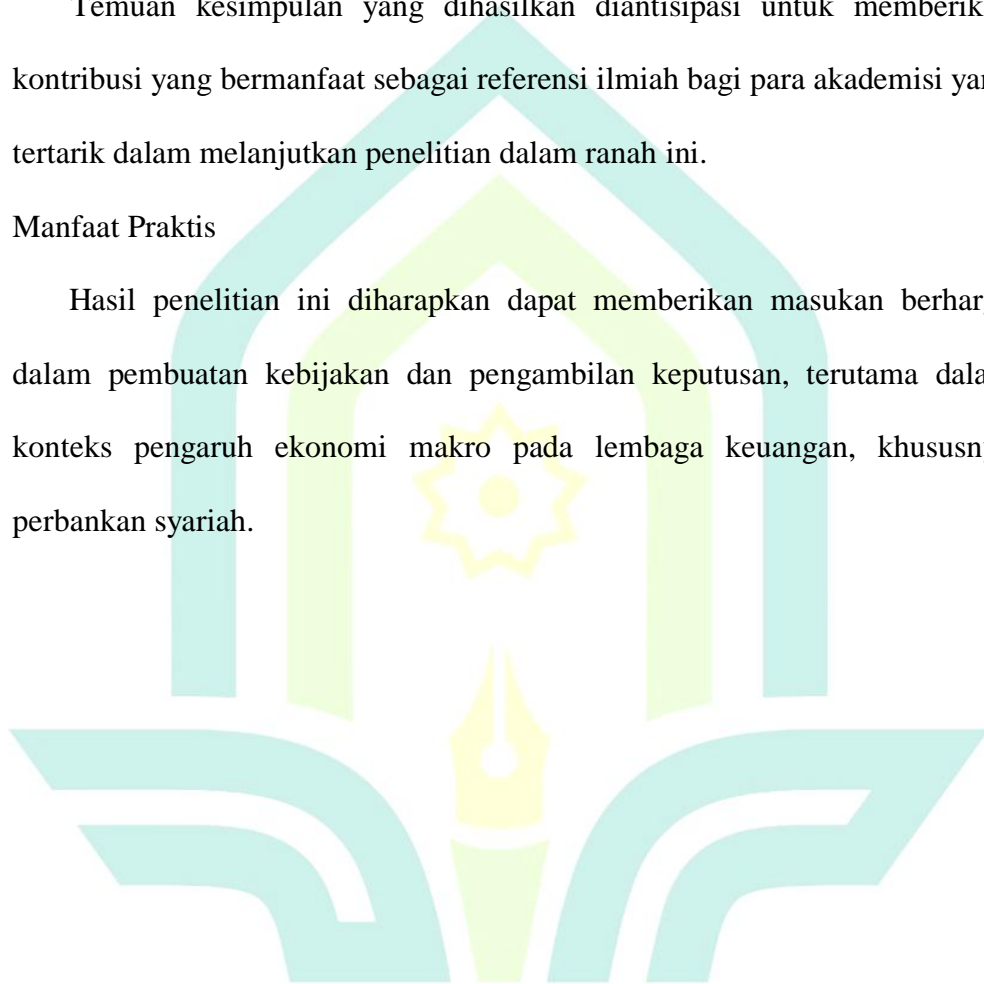 Temuan kesimpulan yang dihasilkan diantisipasi untuk memberik
kontribusi yang bermanfaat sebagai referensi ilmiah bagi para akademisi yan
tertarik dalam melanjutkan penelitian dalam ranah ini.
Manfaat Praktis
Hasil penelitian ini diharapkan dapat memberikan masukan berharg
dalam pembuatan kebijakan dan pengambilan keputusan, terutama dala
konteks pengaruh ekonomi makro pada lembaga keuangan, khususny
perbankan syariah.